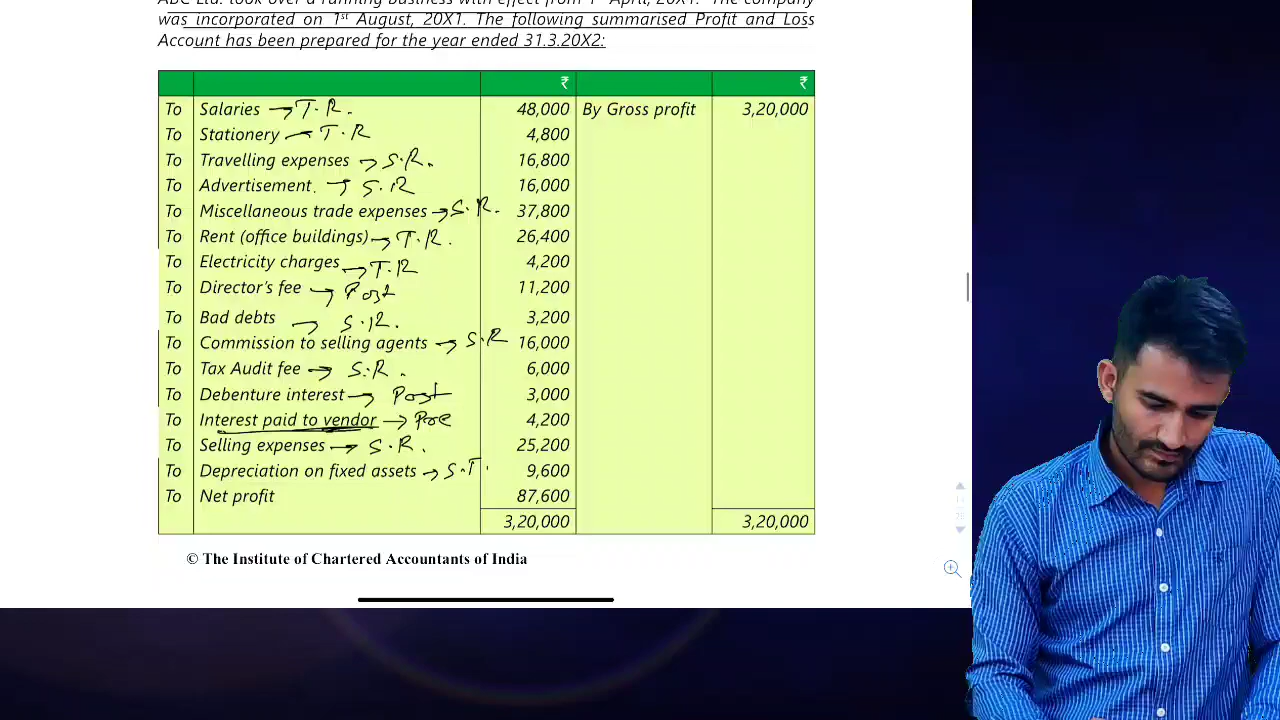 ABC Ltd. took over a running business with effect from 1st April, 20X1. The company
was incorporated on 1st August, 20X1. The following summarised Profit and Loss
Account has been prepared for the year ended 31.3.20X2:
₹ ₹
To Salaries → T.R. 48,000 By Gross profit 3,20,000
To Stationery → T.R 4,800
To Travelling expenses → S.R. 16,800
To Advertisement. → S.R 16,000
To Miscellaneous trade expenses → S.R. 37,800
To Rent (office buildings) → T.R. 26,400
To Electricity charges → T.R 4,200
To Director's fee → Post 11,200
To Bad debts → S.R. 3,200
To Commission to selling agents → S.R 16,000
To Tax Audit fee → S.R. 6,000
To Debenture interest → Post 3,000
To Interest paid to vendor → 4,200
To Selling expenses → S.R. 25,200
To Depreciation on fixed assets → S.T. 9,600
To Net profit 87,600
3,20,000 3,20,000
© The Institute of Chartered Accountants of India